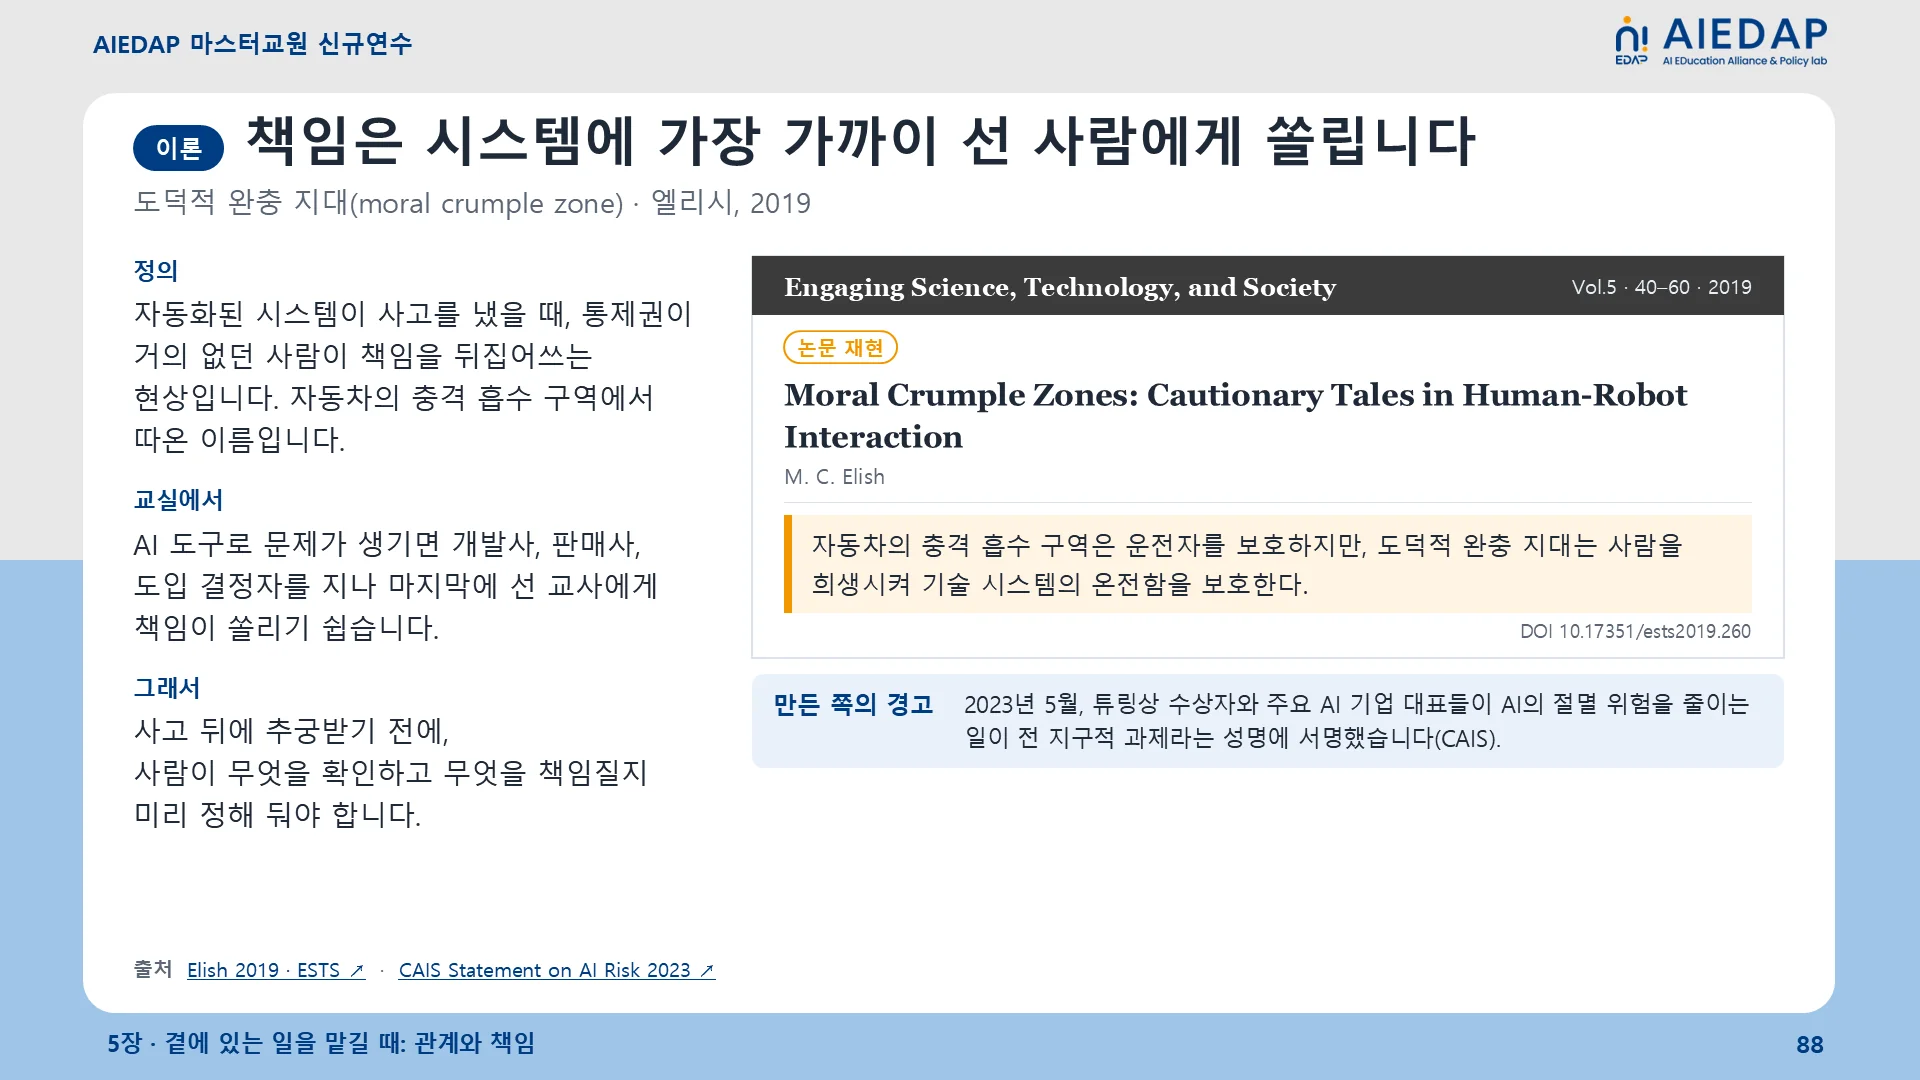 AIEDAP 마스터교원 신규연수
AIEDAP
EDAP
AI EDucation Alliance & Policy lab
이론
책임은 시스템에 가장 가까이 선 사람에게 쏠립니다
도덕적 완충 지대(moral crumple zone) · 엘리시, 2019
정의
자동화된 시스템이 사고를 냈을 때, 통제권이
거의 없던 사람이 책임을 뒤집어쓰는
현상입니다. 자동차의 충격 흡수 구역에서
따온 이름입니다.
교실에서
AI 도구로 문제가 생기면 개발사, 판매사,
도입 결정자를 지나 마지막에 선 교사에게
책임이 쏠리기 쉽습니다.
그래서
사고 뒤에 추궁받기 전에,
사람이 무엇을 확인하고 무엇을 책임질지
미리 정해 둬야 합니다.
Engaging Science, Technology, and Society
Vol.5 · 40–60 · 2019
논문 재현
Moral Crumple Zones: Cautionary Tales in Human-Robot
Interaction
M. C. Elish
자동차의 충격 흡수 구역은 운전자를 보호하지만, 도덕적 완충 지대는 사람을
희생시켜 기술 시스템의 온전함을 보호한다.
DOI 10.17351/ests2019.260
만든 쪽의 경고
2023년 5월, 튜링상 수상자와 주요 AI 기업 대표들이 AI의 절멸 위험을 줄이는
일이 전 지구적 과제라는 성명에 서명했습니다(CAIS).
출처 Elish 2019 · ESTS ↗ · CAIS Statement on AI Risk 2023 ↗
5장 · 곁에 있는 일을 맡길 때: 관계와 책임
88